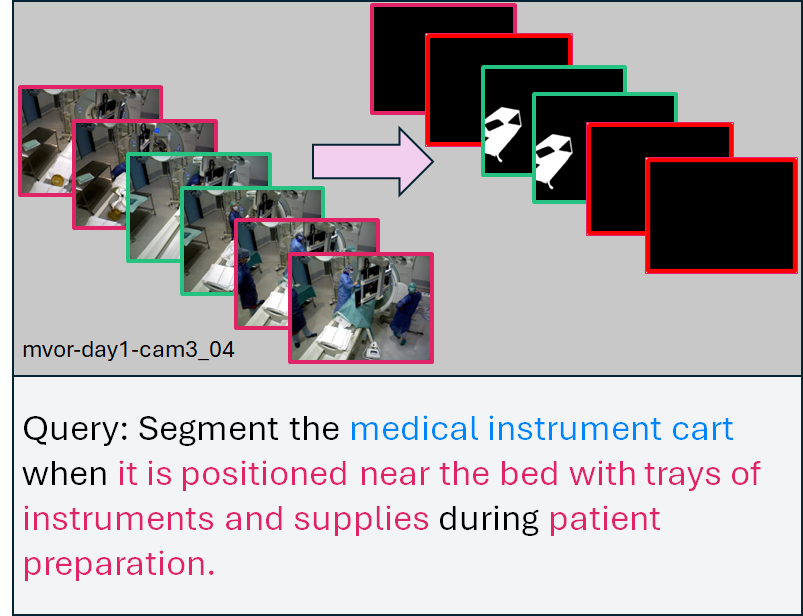 mvor-day1-cam3_04
Query: Segment the medical instrument cart
when it is positioned near the bed with trays of
instruments and supplies during patient
preparation.